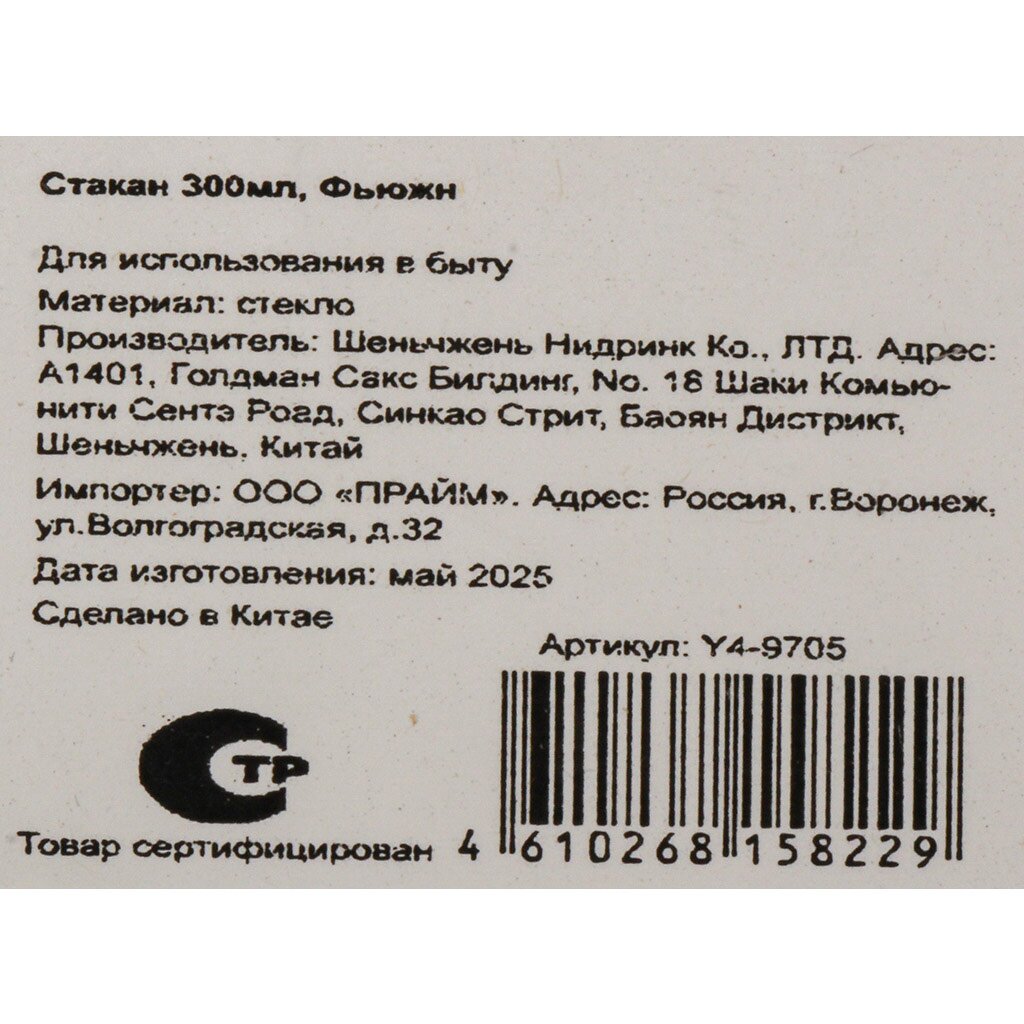 Стакан 300мл, Фьюжн
Для использования в быту
Материал: стекло
Производитель: Шеньчжень Нидринк Ко., ЛТД. Адрес:
А1401, Голдман Сакс Билдинг, No. 18 Шаки Комью-
нити Сентэ Роад, Синкао Стрит, Баоян Дистрикт,
Шеньчжень. Китай
Импортер: ООО «ПРАЙМ». Адрес: Россия, г.Воронеж,
ул.Волгоградская, д.32
Дата изготовления: май 2025
Сделано в Китае
Артикул: Y4-9705
СТР
Товар сертифицирован
4 610268 158229